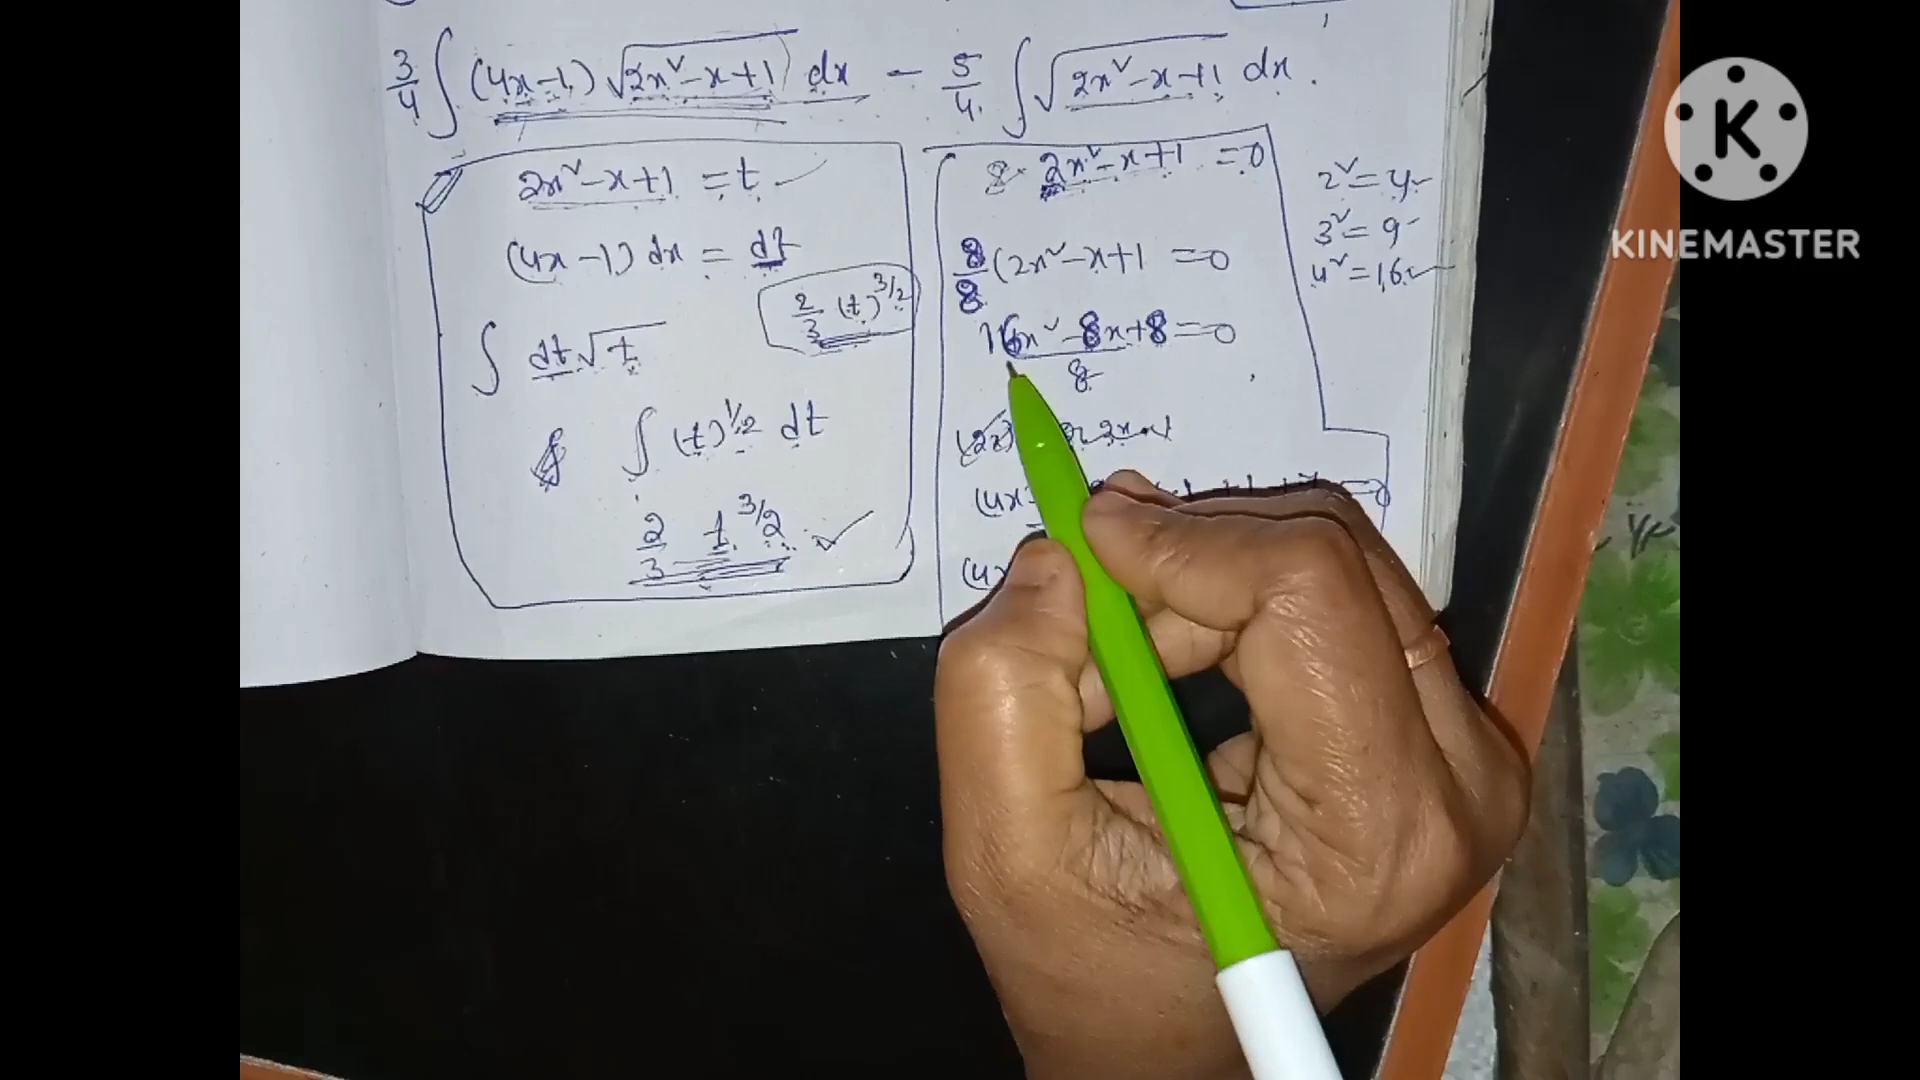 3/4 ∫ (4x-1) √(2x²-x+1) dx - 5/4 ∫ √(2x²-x+1) dx.
2x²-x+1 = t
(4x-1) dx = dt
∫ dt √t
2/3 (t)^3/2
∫ (t)^1/2 dt
2/3 t^3/2
2x²-x+1 = 0
8/8 (2x²-x+1 = 0
16x²-8x+8 = 0
8
(4x
(4x
2² = 4
3² = 9
4² = 16
K
KINEMASTER